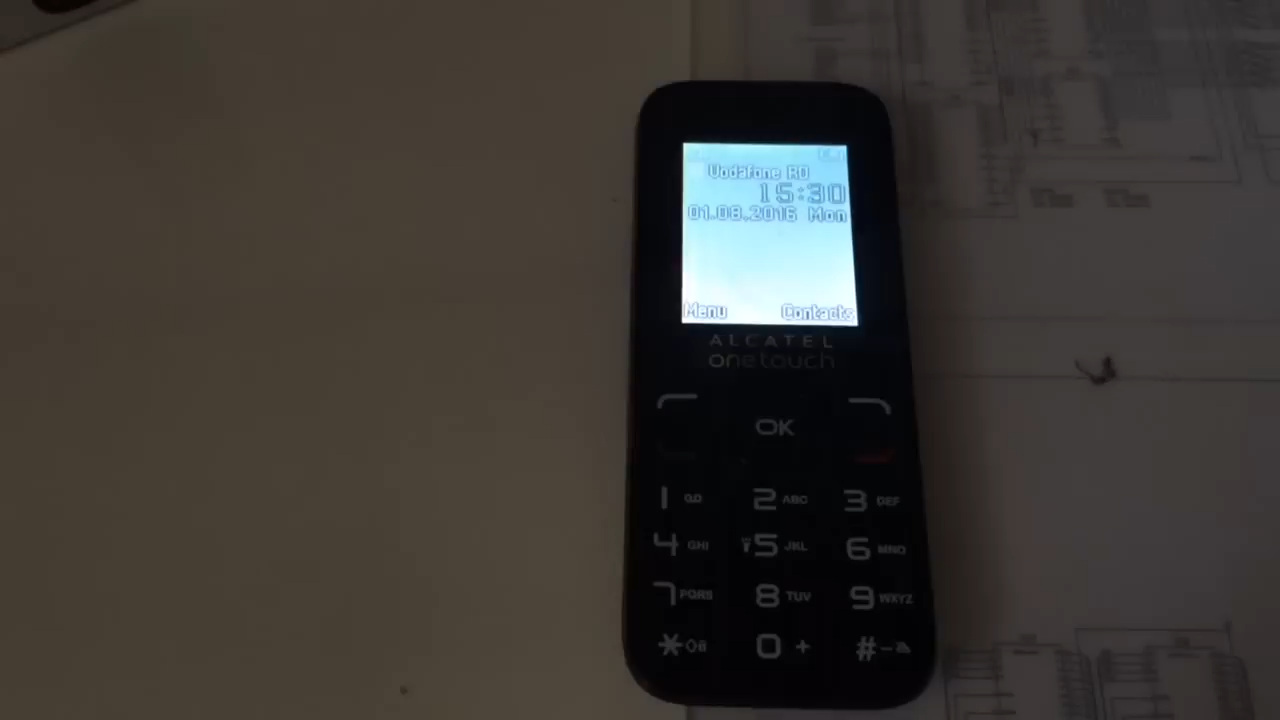 Vodafone RO
15:30
01.08.2016 Mon
Menu Contacts
ALCATEL
onetouch
OK
1 2 ABC 3 DEF
4 GHI 5 JKL 6 MNO
7 PQRS 8 TUV 9 WXYZ
* 0 + # -